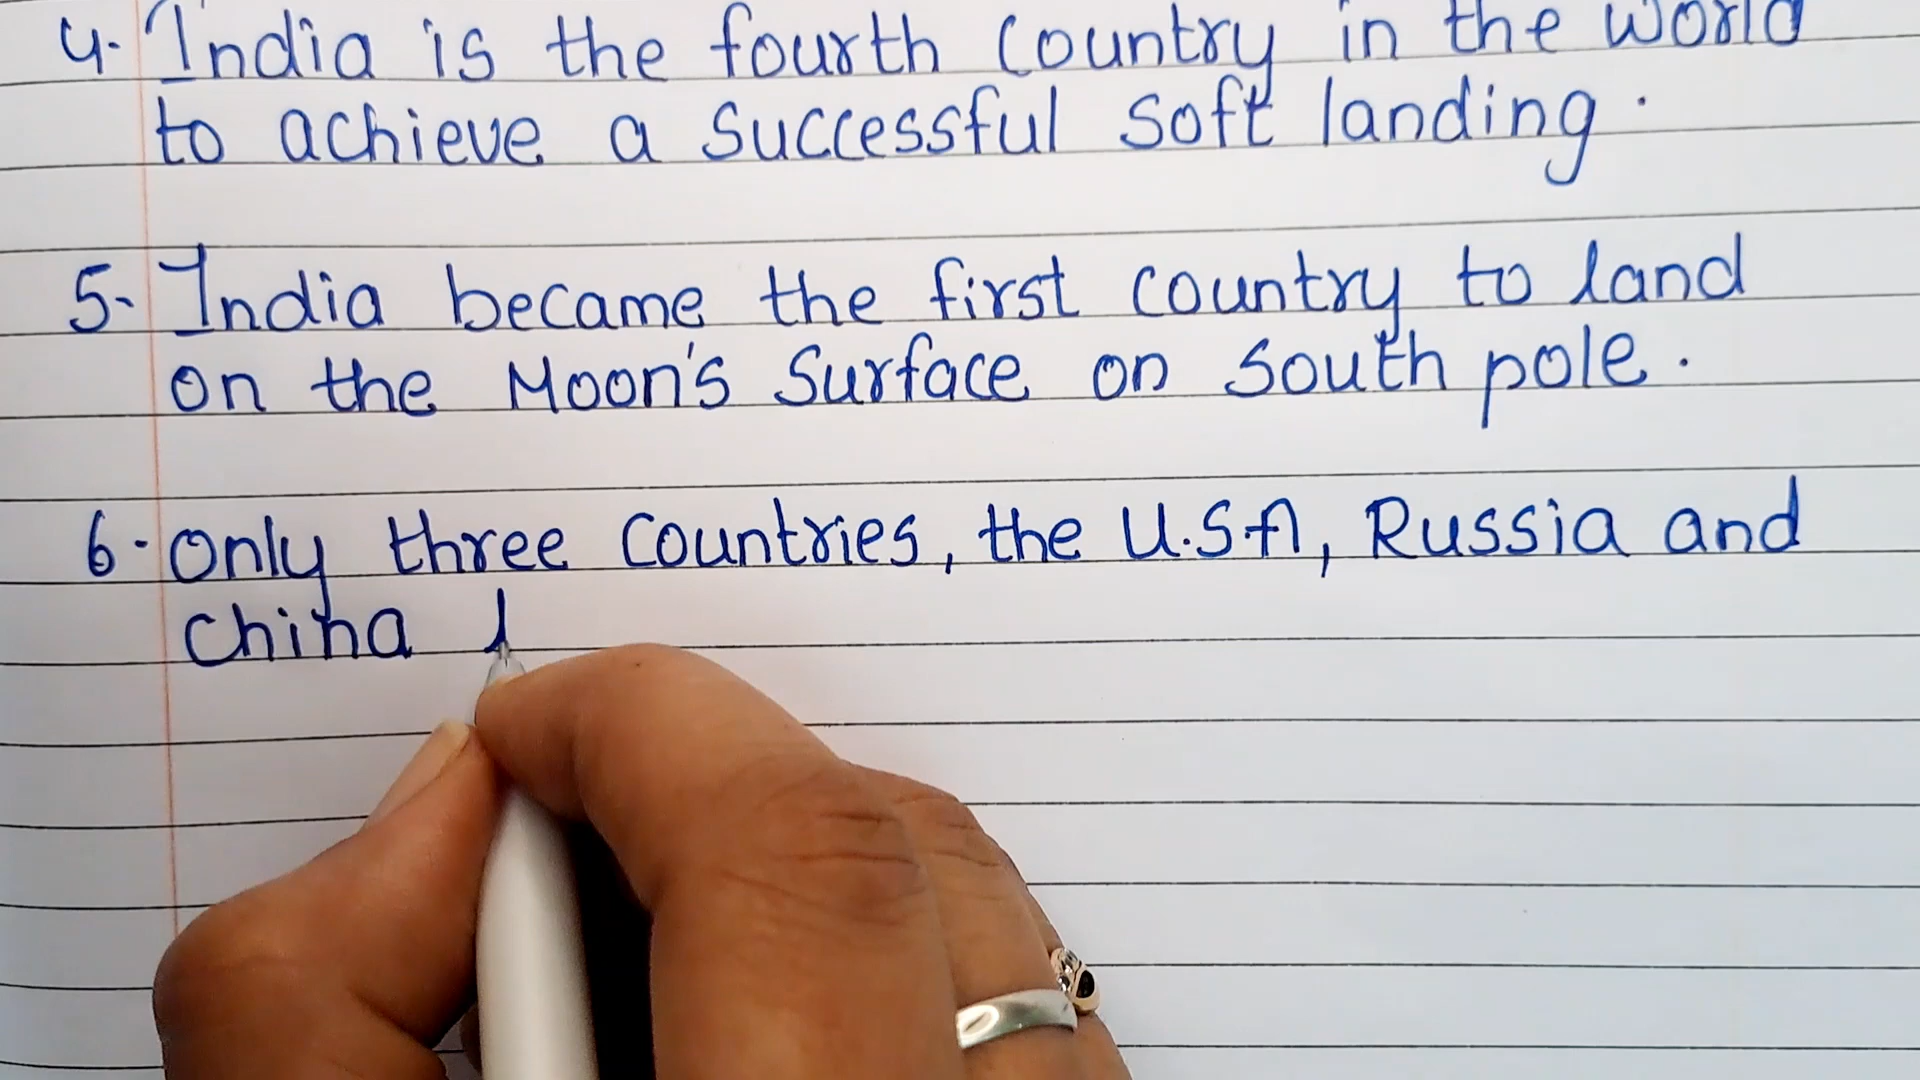 4. India is the fourth country in the world
to achieve a successful soft landing.
5. India became the first country to land
on the Moon's Surface on South pole.
6. Only three countries, the U.S.A, Russia and
China